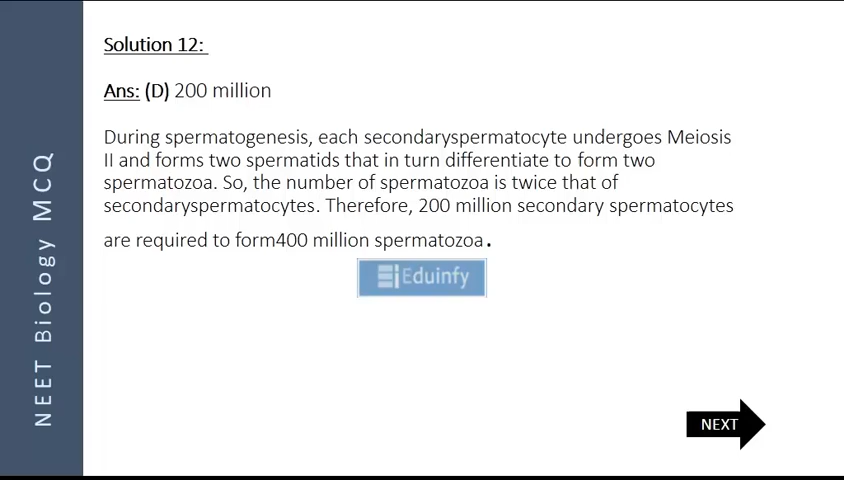 Solution 12:
Ans: (D) 200 million
During spermatogenesis, each secondaryspermatocyte undergoes Meiosis
II and forms two spermatids that in turn differentiate to form two
spermatozoa. So, the number of spermatozoa is twice that of
secondaryspermatocytes. Therefore, 200 million secondary spermatocytes
are required to form400 million spermatozoa.
Eduinfy
NEXT
NEET Biology MCQ